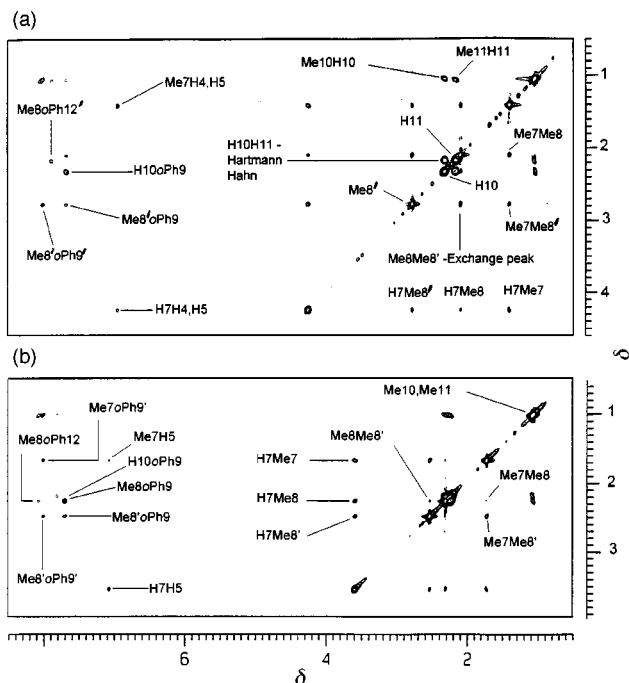 (a)
Me10H10
Me11H11
Me7H4,H5
Me8oPh12'
H11
H10H11 -
Hartmann
Hahn
Me7Me8
H10oPh9
H10
Me8'
Me8'oPh9
Me7Me8'
Me8'oPh9'
Me8Me8' -Exchange peak
H7H4,H5
H7Me8'
H7Me8
H7Me7
1
2
3
4
δ
(b)
Me10,Me11
Me7oPh9'
Me8oPh12
Me7H5
Me8Me8'
H10oPh9
H7Me7
Me8oPh9
H7Me8
Me7Me8
Me8'oPh9
H7Me8'
Me7Me8'
Me8'oPh9'
H7H5
1
2
3
6
4
2
δ